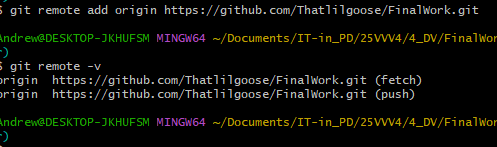 $ git remote add origin https://github.com/Thatlilgoose/FinalWork.git
Andrew@DESKTOP-JKHUFSM MINGW64 ~/Documents/IT-in_PD/25VVV4/4_DV/FinalWor
)
$ git remote -v
origin https://github.com/Thatlilgoose/FinalWork.git (fetch)
origin https://github.com/Thatlilgoose/FinalWork.git (push)
Andrew@DESKTOP-JKHUFSM MINGW64 ~/Documents/IT-in_PD/25VVV4/4_DV/FinalWor
)